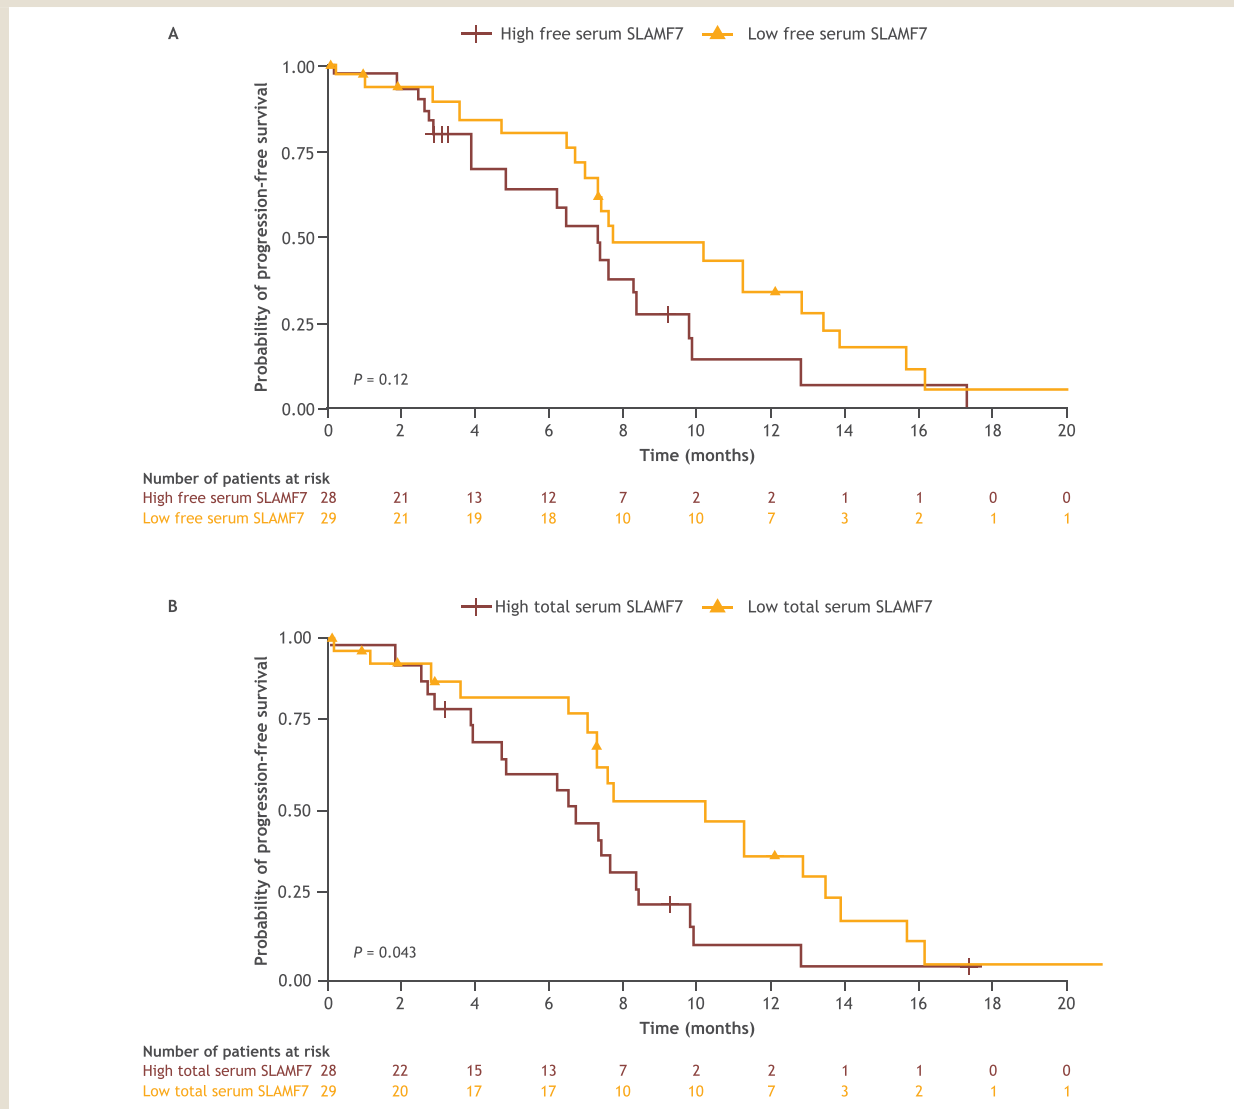 A
High free serum SLAMF7 Low free serum SLAMF7
Probability of progression-free survival
1.00
0.75
0.50
0.25
0.00
P = 0.12
0 2 4 6 8 10 12 14 16 18 20
Time (months)
Number of patients at risk
High free serum SLAMF7 28 21 13 12 7 2 2 1 1 0 0
Low free serum SLAMF7 29 21 19 18 10 10 7 3 2 1 1
B
High total serum SLAMF7 Low total serum SLAMF7
Probability of progression-free survival
1.00
0.75
0.50
0.25
0.00
P = 0.043
0 2 4 6 8 10 12 14 16 18 20
Time (months)
Number of patients at risk
High total serum SLAMF7 28 22 15 13 7 2 2 1 1 0 0
Low total serum SLAMF7 29 20 17 17 10 10 7 3 2 1 1